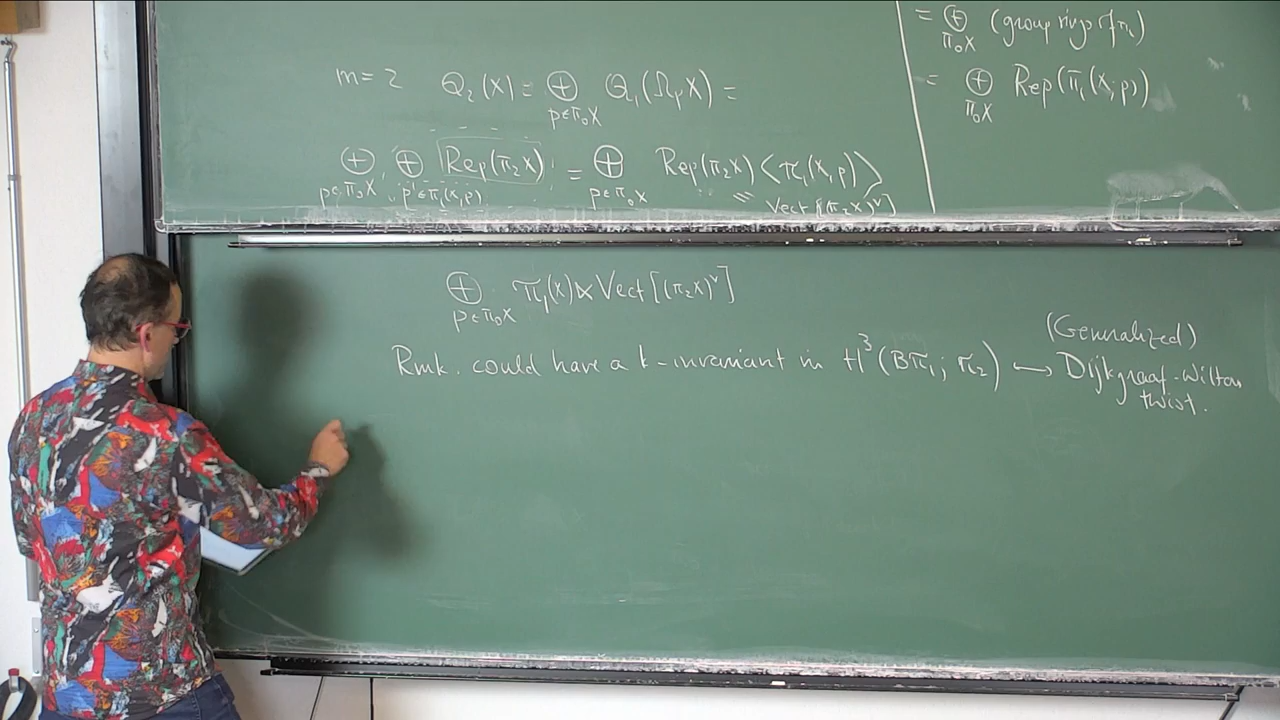 = ⊕_{π₀X} (group rings of π₁)
= ⊕_{π₀X} Rep(π₁(X;p))
m=2 Q₂(X) = ⊕_{p∈π₀X} Q₁(Ω_pX) =
⊕_{p∈π₀X} ⊕_{p'∈π₁(X,p)} Rep(π₂X) = ⊕_{p∈π₀X} Rep(π₂X)⟨π₁(X,p)⟩
= Vect[(π₂X)^v]
⊕_{p∈π₀X} π₁(X)⋉Vect[(π₂X)^v]
(Generalized)
Rmk. could have a k-invariant in H³(Bπ₁; π₂) ⟷ Dijkgraaf-Witten
twist.